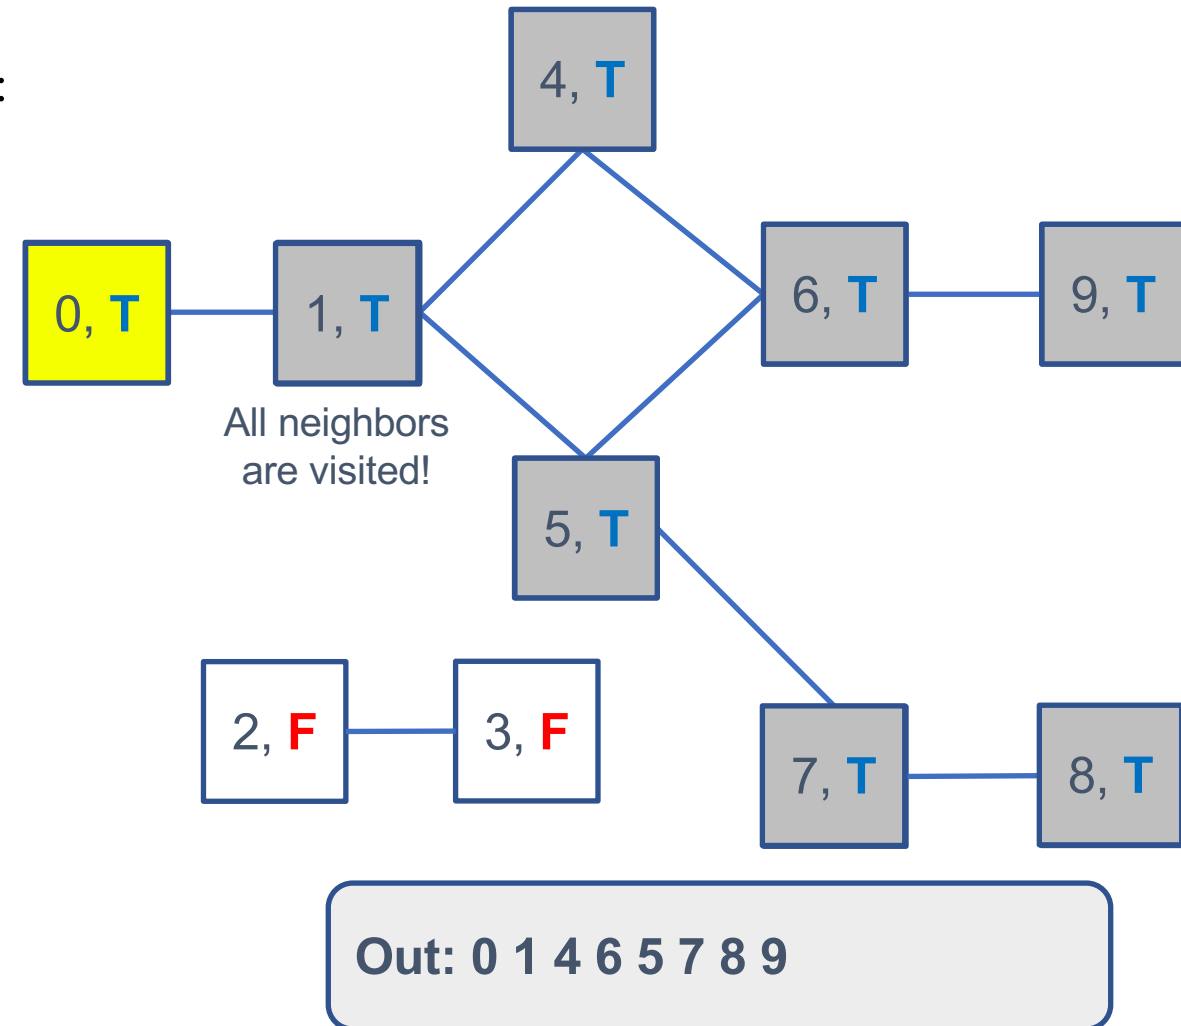 :
4, T
0, T
1, T
6, T
9, T
All neighbors
are visited!
5, T
2, F
3, F
7, T
8, T
Out: 0 1 4 6 5 7 8 9